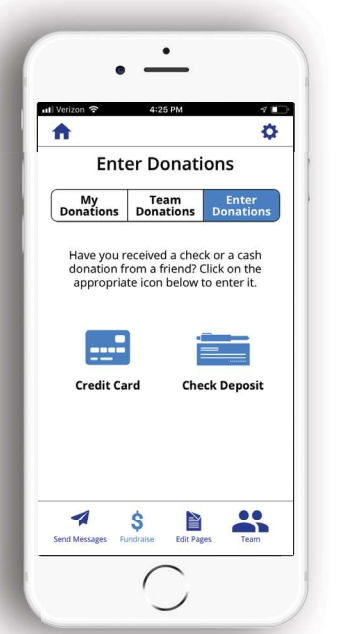 Verizon 4:25 PM
Enter Donations
My Donations
Team Donations
Enter Donations
Have you received a check or a cash
donation from a friend? Click on the
appropriate icon below to enter it.
Credit Card Check Deposit
Send Messages Fundraise Edit Pages Team